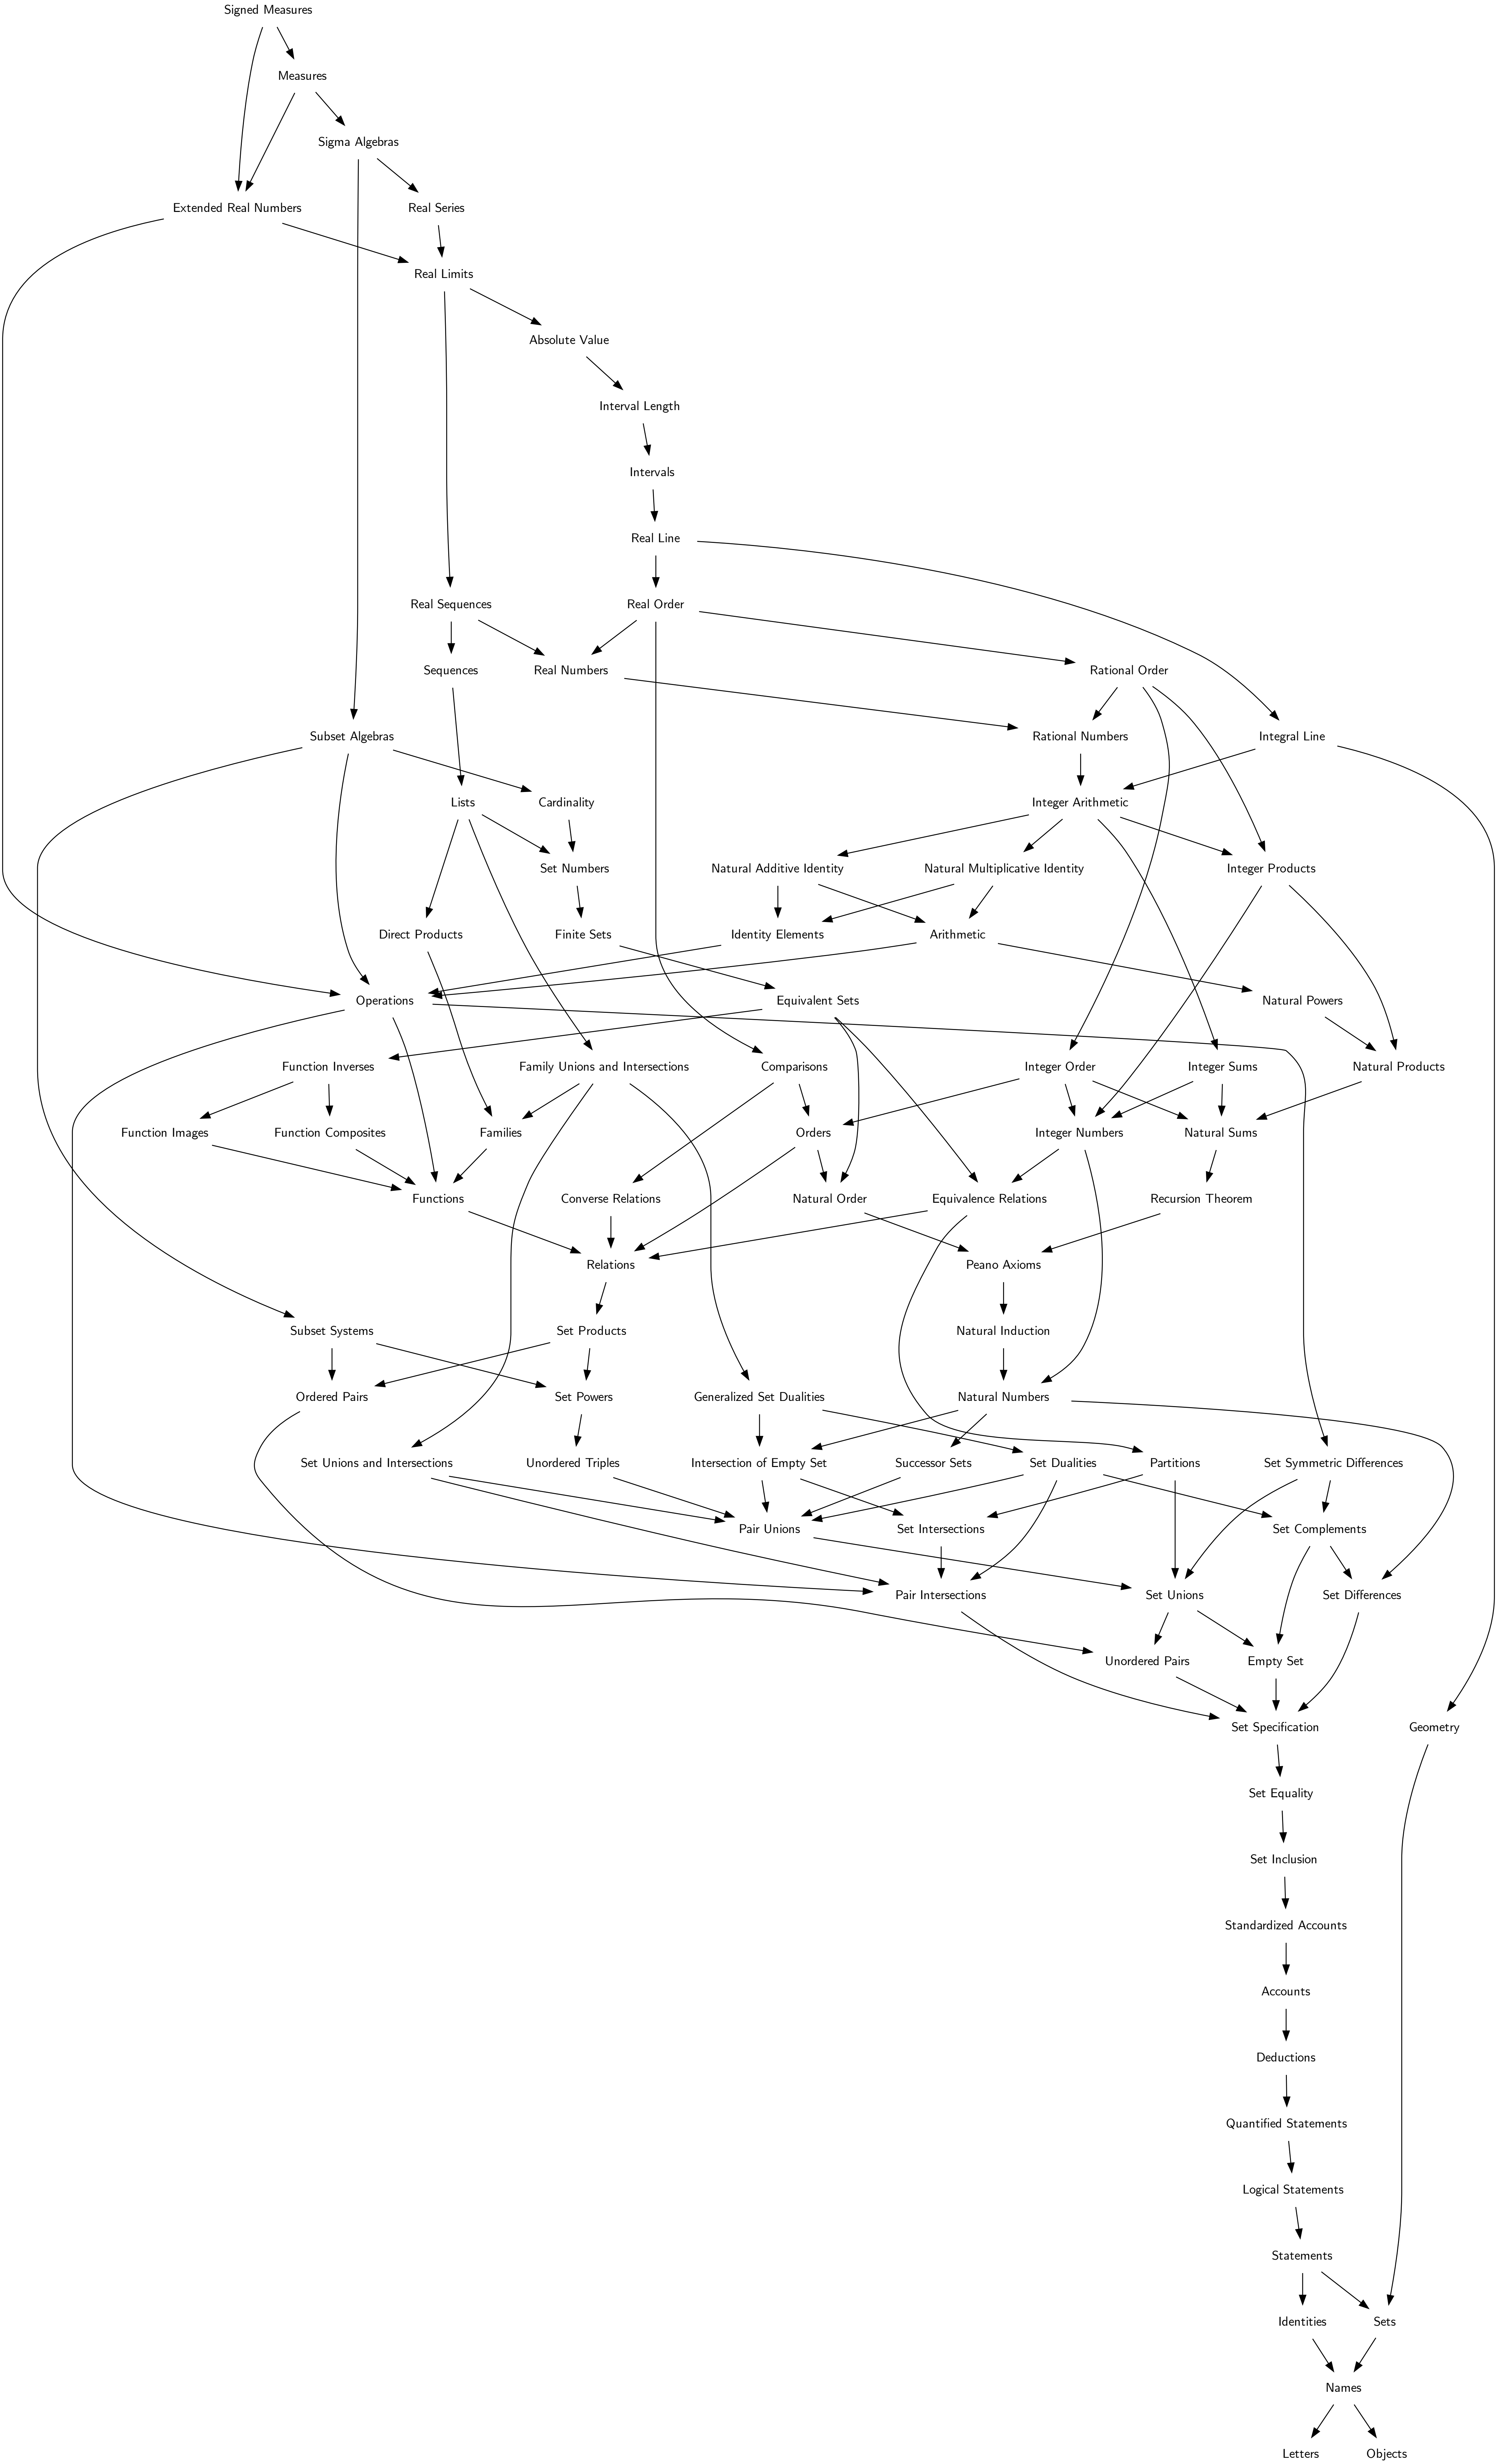 Signed Measures
Measures
Sigma Algebras
Extended Real Numbers
Real Series
Real Limits
Absolute Value
Interval Length
Intervals
Real Line
Real Sequences
Real Order
Sequences
Real Numbers
Rational Order
Subset Algebras
Rational Numbers
Integral Line
Lists
Cardinality
Integer Arithmetic
Set Numbers
Natural Additive Identity
Natural Multiplicative Identity
Integer Products
Direct Products
Finite Sets
Identity Elements
Arithmetic
Operations
Equivalent Sets
Natural Powers
Function Inverses
Family Unions and Intersections
Comparisons
Integer Order
Integer Sums
Natural Products
Function Images
Function Composites
Families
Orders
Integer Numbers
Natural Sums
Functions
Converse Relations
Natural Order
Equivalence Relations
Recursion Theorem
Relations
Peano Axioms
Subset Systems
Set Products
Natural Induction
Ordered Pairs
Set Powers
Generalized Set Dualities
Natural Numbers
Set Unions and Intersections
Unordered Triples
Intersection of Empty Set
Successor Sets
Set Dualities
Partitions
Set Symmetric Differences
Pair Unions
Set Intersections
Set Complements
Pair Intersections
Set Unions
Set Differences
Unordered Pairs
Empty Set
Set Specification
Geometry
Set Equality
Set Inclusion
Standardized Accounts
Accounts
Deductions
Quantified Statements
Logical Statements
Statements
Identities
Sets
Names
Letters
Objects